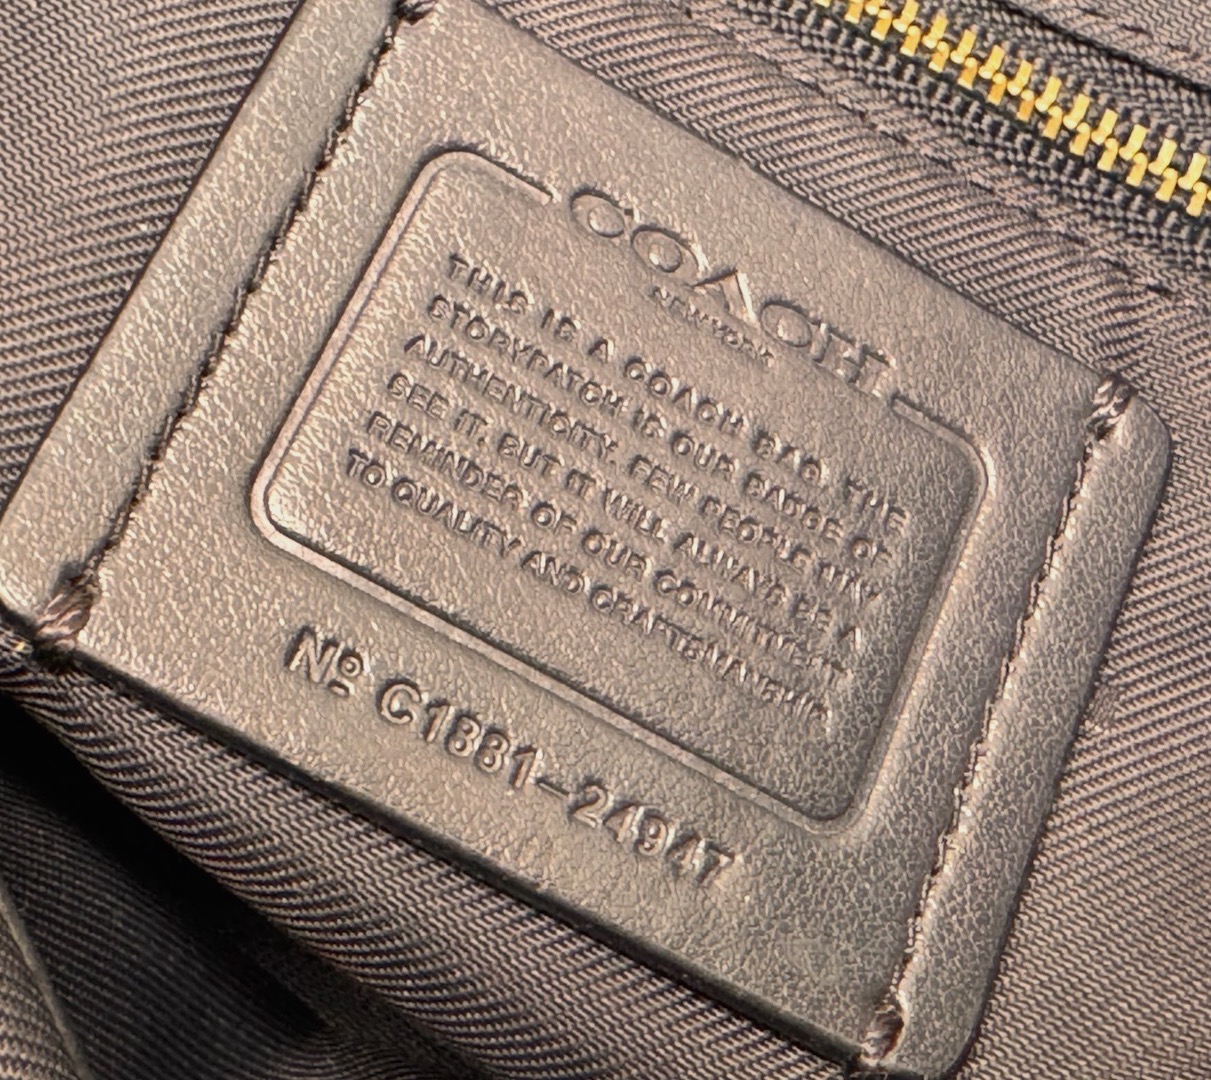 COACH
NEW YORK
THIS IS A COACH BAG. THE
STORYPATCH IS OUR BADGE OF
AUTHENTICITY. FEW PEOPLE MAY
SEE IT. BUT IT WILL ALWAYS BE A
REMINDER OF OUR COMMITMENT
TO QUALITY AND CRAFTSMANSHIP.
Nº C1881-24947